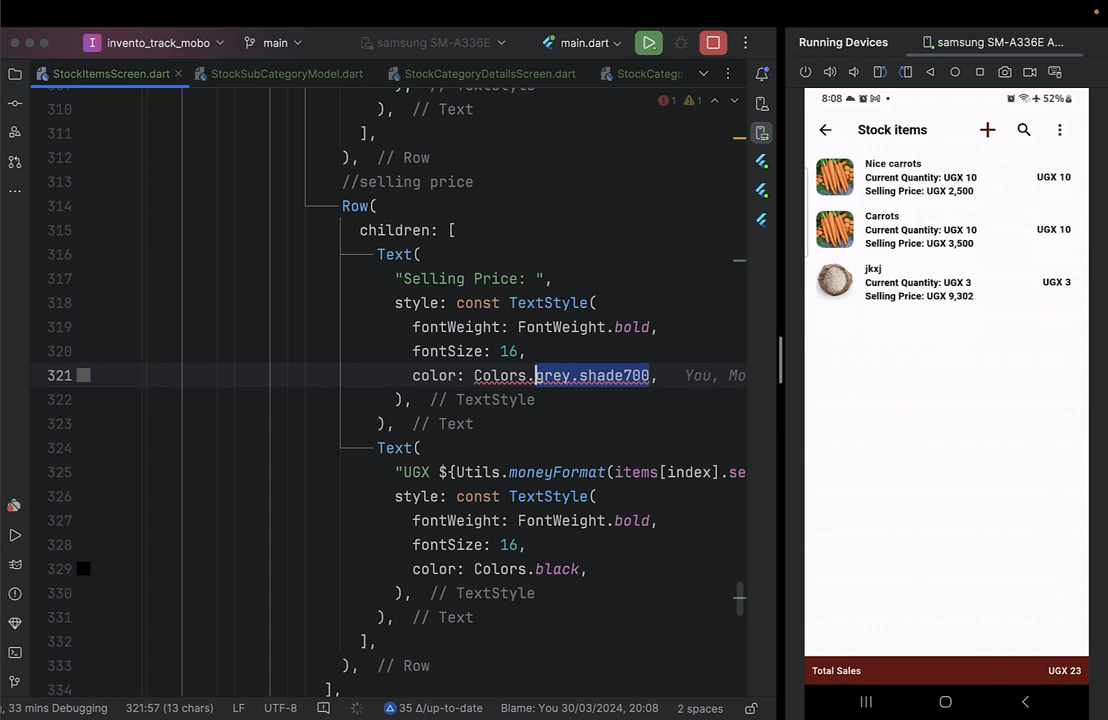 I invento_track_mobo main samsung SM-A336E main.dart
Running Devices samsung SM-A336E A...
StockItemsScreen.dart StockSubCategoryModel.dart StockCategoryDetailsScreen.dart StockCatego
310 ), // Text
1 1
311 ],
312 ), // Row
313 //selling price
314 Row(
315 children: [
316 Text(
317 "Selling Price: ",
318 style: const TextStyle(
319 fontWeight: FontWeight.bold,
320 fontSize: 16,
321 color: Colors.grey.shade700, You, Mo
322 ), // TextStyle
323 ), // Text
324 Text(
325 "UGX ${Utils.moneyFormat(items[index].se
326 style: const TextStyle(
327 fontWeight: FontWeight.bold,
328 fontSize: 16,
329 color: Colors.black,
330 ), // TextStyle
331 ), // Text
332 ],
333 ), // Row
334 ],
, 33 mins Debugging 321:57 (13 chars) LF UTF-8 35 Δ/up-to-date Blame: You 30/03/2024, 20:08 2 spaces
8:08 52%
Stock items
Nice carrots
Current Quantity: UGX 10 UGX 10
Selling Price: UGX 2,500
Carrots
Current Quantity: UGX 10 UGX 10
Selling Price: UGX 3,500
jkxj
Current Quantity: UGX 3 UGX 3
Selling Price: UGX 9,302
Total Sales UGX 23